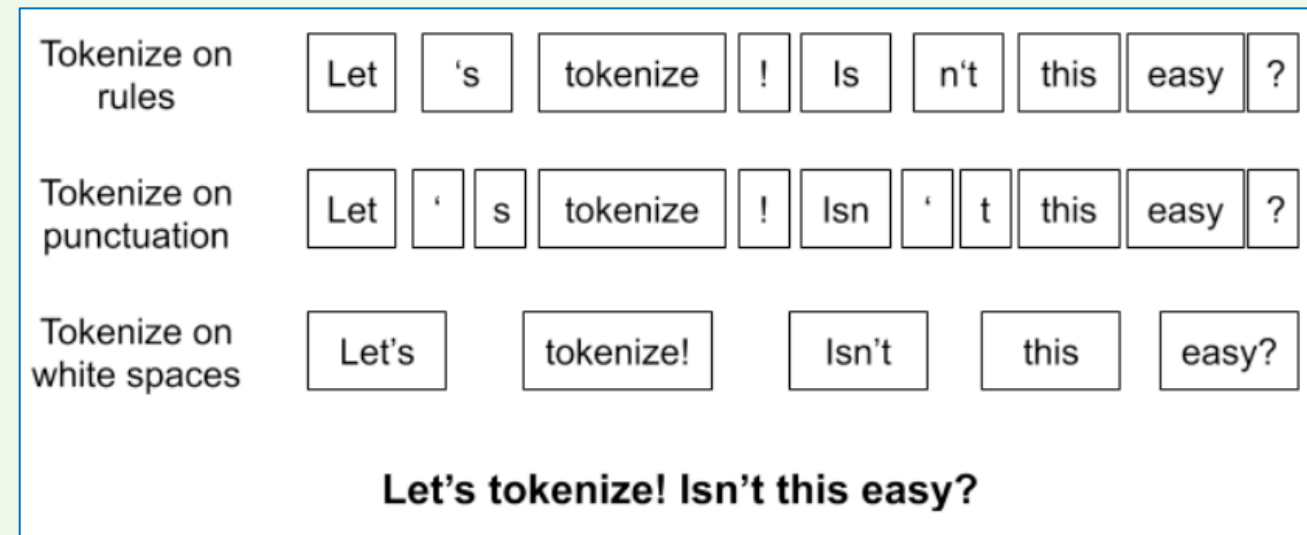 Tokenize on
rules
Let ‘s tokenize ! Is n‘t this easy ?
Tokenize on
punctuation
Let ‘ s tokenize ! Isn ‘ t this easy ?
Tokenize on
white spaces
Let’s tokenize! Isn’t this easy?
Let’s tokenize! Isn’t this easy?